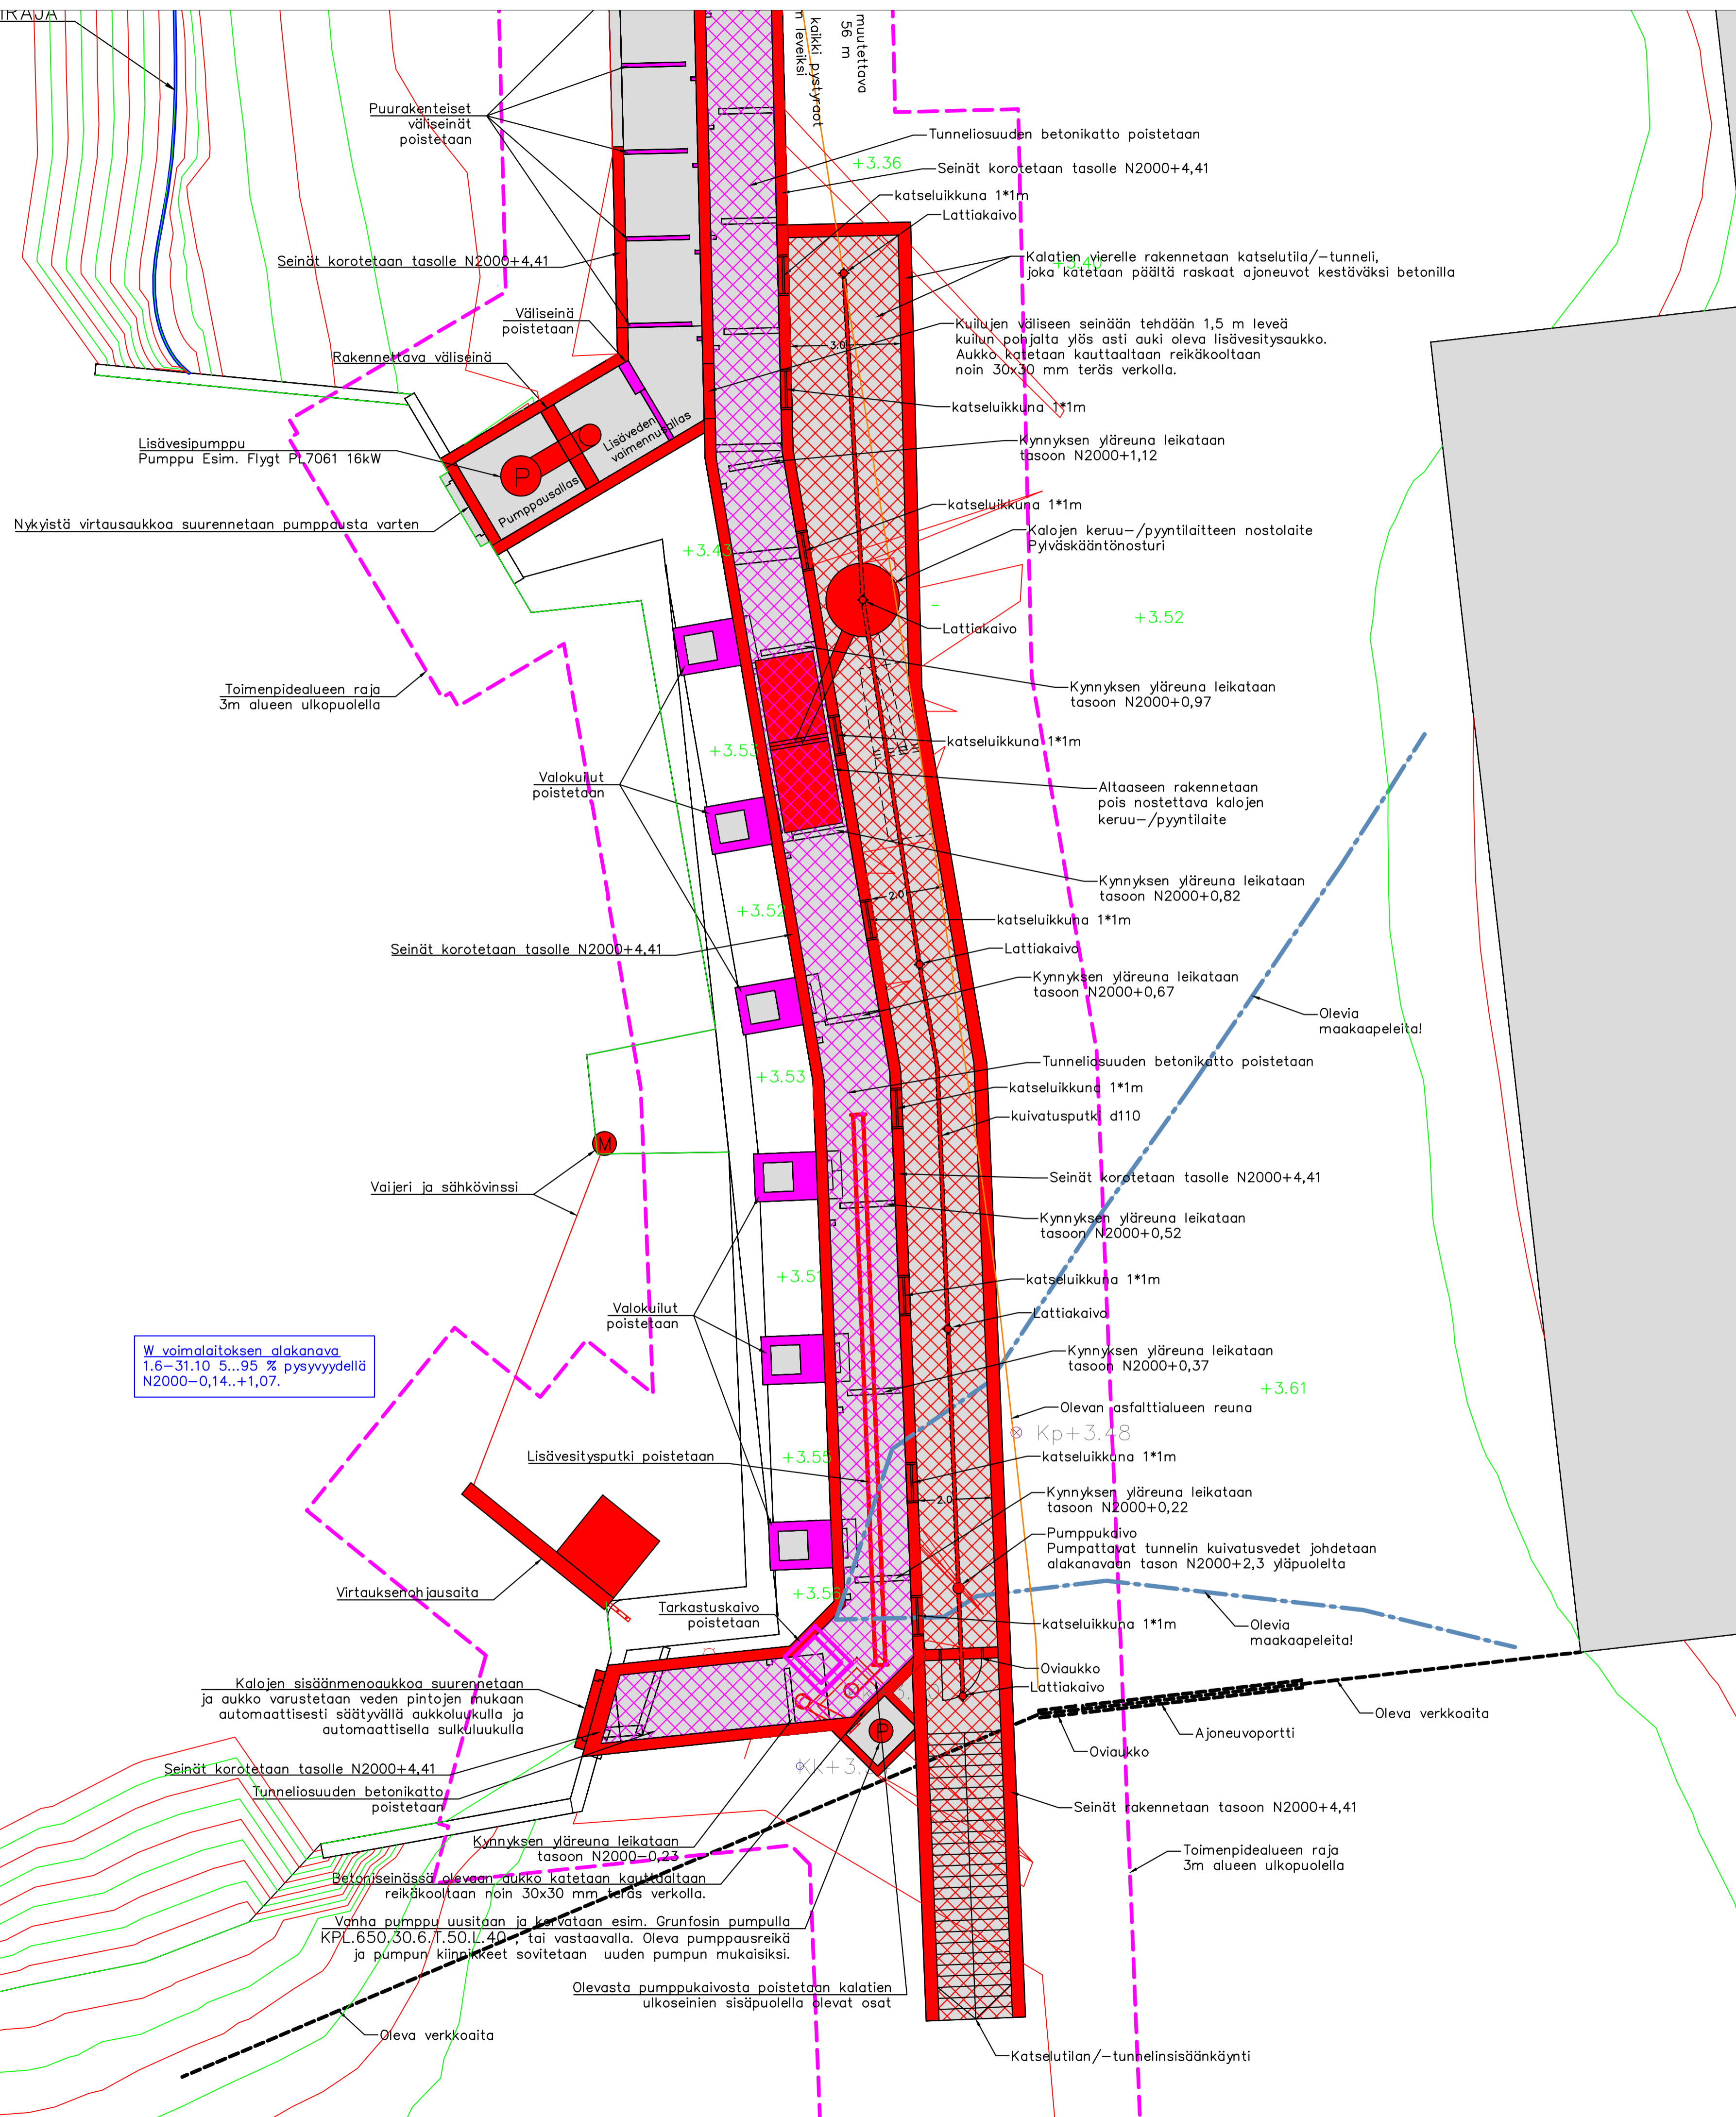 IRAJA
muutettava
56 m
kaikki pystyraot
m leveiksi
Puurakenteiset
väliseinät
poistetaan
Tunneliosuuden betonikatto poistetaan
+3.36
Seinät korotetaan tasolle N2000+4,41
katseluikkuna 1*1m
Lattiakaivo
Seinät korotetaan tasolle N2000+4,41
+3.40
Kalatien vierelle rakennetaan katselutila/-tunneli,
joka katetaan päältä raskaat ajoneuvot kestäväksi betonilla
Väliseinä
poistetaan
Kuilujen väliseen seinään tehdään 1,5 m leveä
kuilun pohjalta ylös asti auki oleva lisävesitysaukko.
Aukko katetaan kauttaaltaan reikäkooltaan
noin 30x30 mm teräs verkolla.
3.0
Rakennettava väliseinä
katseluikkuna 1*1m
Lisäveden
vaimennusallas
Lisävesipumppu
Pumppu Esim. Flygt PL7061 16kW
P
Pumppausallas
Kynnyksen yläreuna leikataan
tasoon N2000+1,12
katseluikkuna 1*1m
Nykyistä virtausaukkoa suurennetaan pumppausta varten
Kalojen keruu-/pyyntilaitteen nostolaite
Pylväskääntönosturi
+3.43
+3.52
Lattiakaivo
Toimenpidealueen raja
3m alueen ulkopuolella
Kynnyksen yläreuna leikataan
tasoon N2000+0,97
katseluikkuna 1*1m
+3.53
Valokuilut
poistetaan
Altaaseen rakennetaan
pois nostettava kalojen
keruu-/pyyntilaite
Kynnyksen yläreuna leikataan
tasoon N2000+0,82
2.0
+3.52
katseluikkuna 1*1m
Seinät korotetaan tasolle N2000+4,41
Lattiakaivo
Kynnyksen yläreuna leikataan
tasoon N2000+0,67
Olevia
maakaapeleita!
Tunneliosuuden betonikatto poistetaan
+3.53
katseluikkuna 1*1m
kuivatusputki d110
M
Vaijeri ja sähkövinssi
Seinät korotetaan tasolle N2000+4,41
Kynnyksen yläreuna leikataan
tasoon N2000+0,52
+3.51
katseluikkuna 1*1m
Valokuilut
poistetaan
Lattiakaivo
W voimalaitoksen alakanava
1.6-31.10 5...95 % pysyvyydellä
N2000-0,14..+1,07.
Kynnyksen yläreuna leikataan
tasoon N2000+0,37
+3.61
Olevan asfalttialueen reuna
Kp+3.48
Lisävesitysputki poistetaan
+3.55
katseluikkuna 1*1m
2.0
Kynnyksen yläreuna leikataan
tasoon N2000+0,22
Pumppukaivo
Pumpattavat tunnelin kuivatusvedet johdetaan
alakanavaan tason N2000+2,3 yläpuolelta
Virtauksenohjausaita
+3.56
Tarkastuskaivo
poistetaan
katseluikkuna 1*1m
Olevia
maakaapeleita!
Oviaukko
Lattiakaivo
Kalojen sisäänmenoaukkoa suurennetaan
ja aukko varustetaan veden pintojen mukaan
automaattisesti säätyvällä aukkoluukulla ja
automaattisella sulkuluukulla
P
Oleva verkkoaita
Ajoneuvoportti
Oviaukko
Seinät korotetaan tasolle N2000+4,41
Kk+3.
Tunneliosuuden betonikatto
poistetaan
Seinät rakennetaan tasoon N2000+4,41
Kynnyksen yläreuna leikataan
tasoon N2000-0,23
Toimenpidealueen raja
3m alueen ulkopuolella
Betoniseinässä olevaan aukko katetaan kauttaaltaan
reikäkooltaan noin 30x30 mm teräs verkolla.
Vanha pumppu uusitaan ja korvataan esim. Grunfosin pumpulla
KPL.650.30.6.T.50.L.40 , tai vastaavalla. Oleva pumppausreikä
ja pumpun kiinnikkeet sovitetaan uuden pumpun mukaisiksi.
Olevasta pumppukaivosta poistetaan kalatien
ulkoseinien sisäpuolella olevat osat
Oleva verkkoaita
Katselutilan/-tunnelinsisäänkäynti